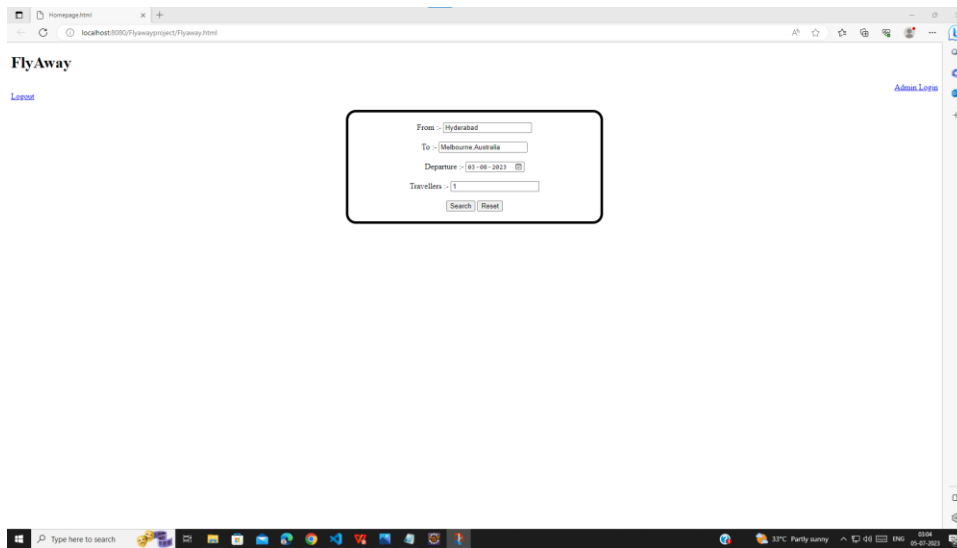 Homepage.html
localhost:8080/Flyawayproject/Flyaway.html
FlyAway
Admin Login
Logout
From :- Hyderabad
To :- Melbourne,Australia
Departure :- 03-08-2023
Travellers :- 1
Search Reset
Type here to search
33°C Partly sunny ENG 03:04
05-07-2023